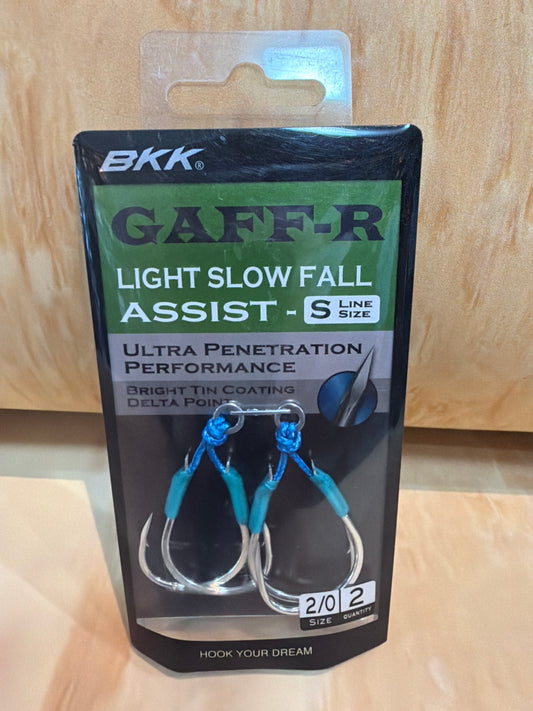 BKK®
GAFF-R
LIGHT SLOW FALL
ASSIST - S LINE SIZE
ULTRA PENETRATION
PERFORMANCE
BRIGHT TIN COATING
DELTA POINT
2/0 2
SIZE QUANTITY
HOOK YOUR DREAM